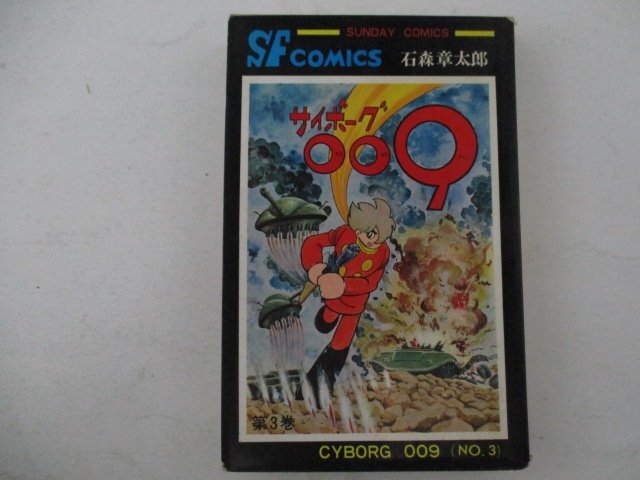 SUNDAY COMICS
SF COMICS 石森章太郎
サイボーグ
009
第3巻
CYBORG 009 (NO.3)